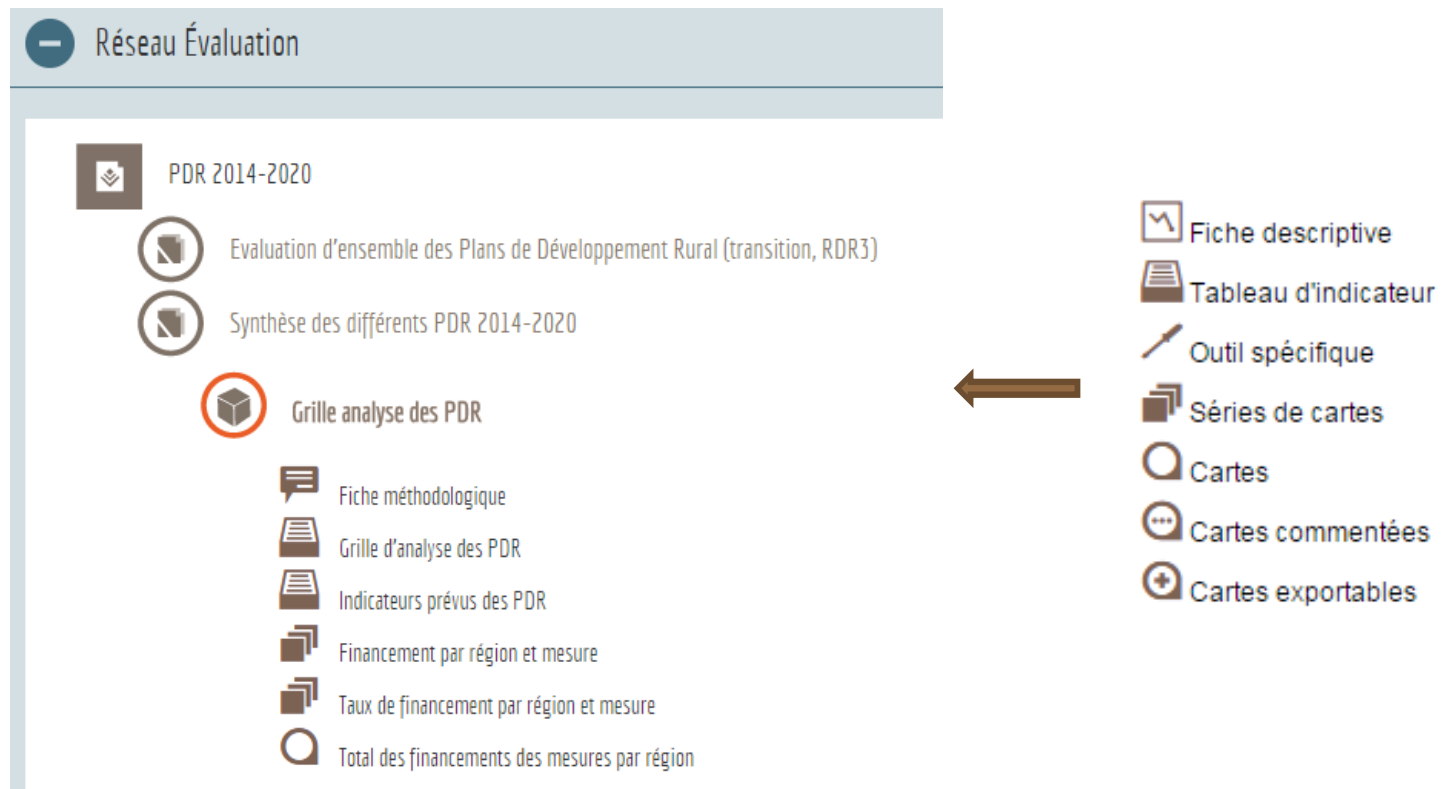 Réseau Évaluation
PDR 2014-2020
Evaluation d'ensemble des Plans de Développement Rural (transition, RDR3)
Synthèse des différents PDR 2014-2020
Grille analyse des PDR
Fiche méthodologique
Grille d'analyse des PDR
Indicateurs prévus des PDR
Financement par région et mesure
Taux de financement par région et mesure
Total des financements des mesures par région
Fiche descriptive
Tableau d'indicateur
Outil spécifique
Séries de cartes
Cartes
Cartes commentées
Cartes exportables